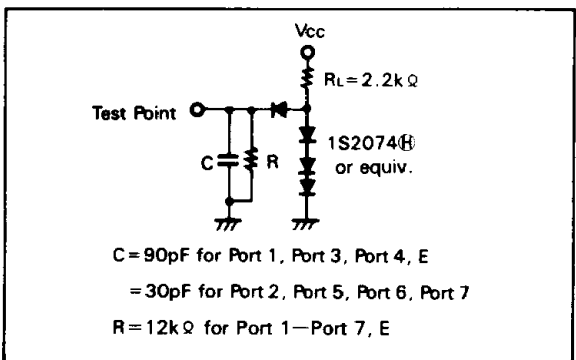 Vcc
RL=2.2kΩ
Test Point
1S2074Ⓗ
or equiv.
C
R
C=90pF for Port 1, Port 3, Port 4, E
=30pF for Port 2, Port 5, Port 6, Port 7
R=12kΩ for Port 1—Port 7, E